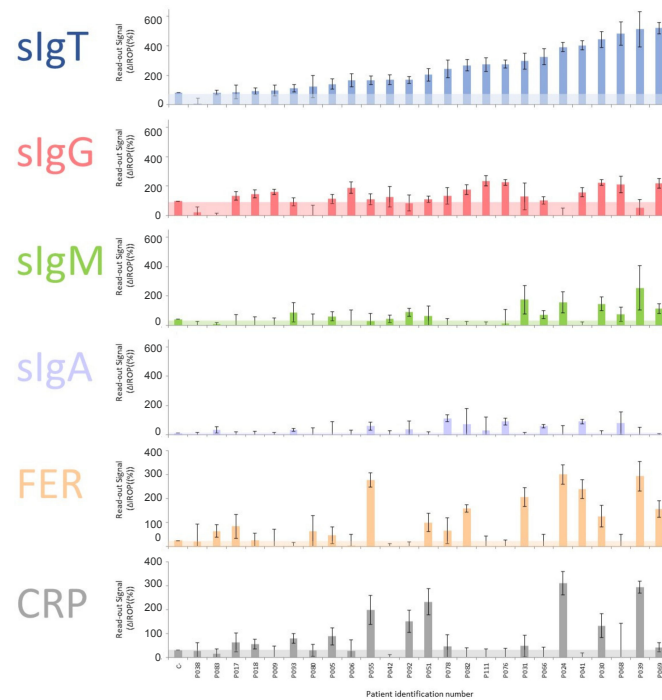 sIgT
Read-out Signal
(ΔIROP((%))
600
400
200
0
sIgG
Read-out Signal
(ΔIROP((%))
600
400
200
0
sIgM
Read-out Signal
(ΔIROP((%))
600
400
200
0
sIgA
Read-out Signal
(ΔIROP((%))
600
400
200
0
FER
Read-out Signal
(ΔIROP((%))
400
300
200
100
0
CRP
Read-out Signal
(ΔIROP((%))
400
300
200
100
0
C- P038 P083 P017 P018 P009 P093 P080 P005 P006 P055 P042 P092 P051 P078 P082 P111 P076 P031 P066 P024 P041 P030 P068 P039 P069
Patient identification number